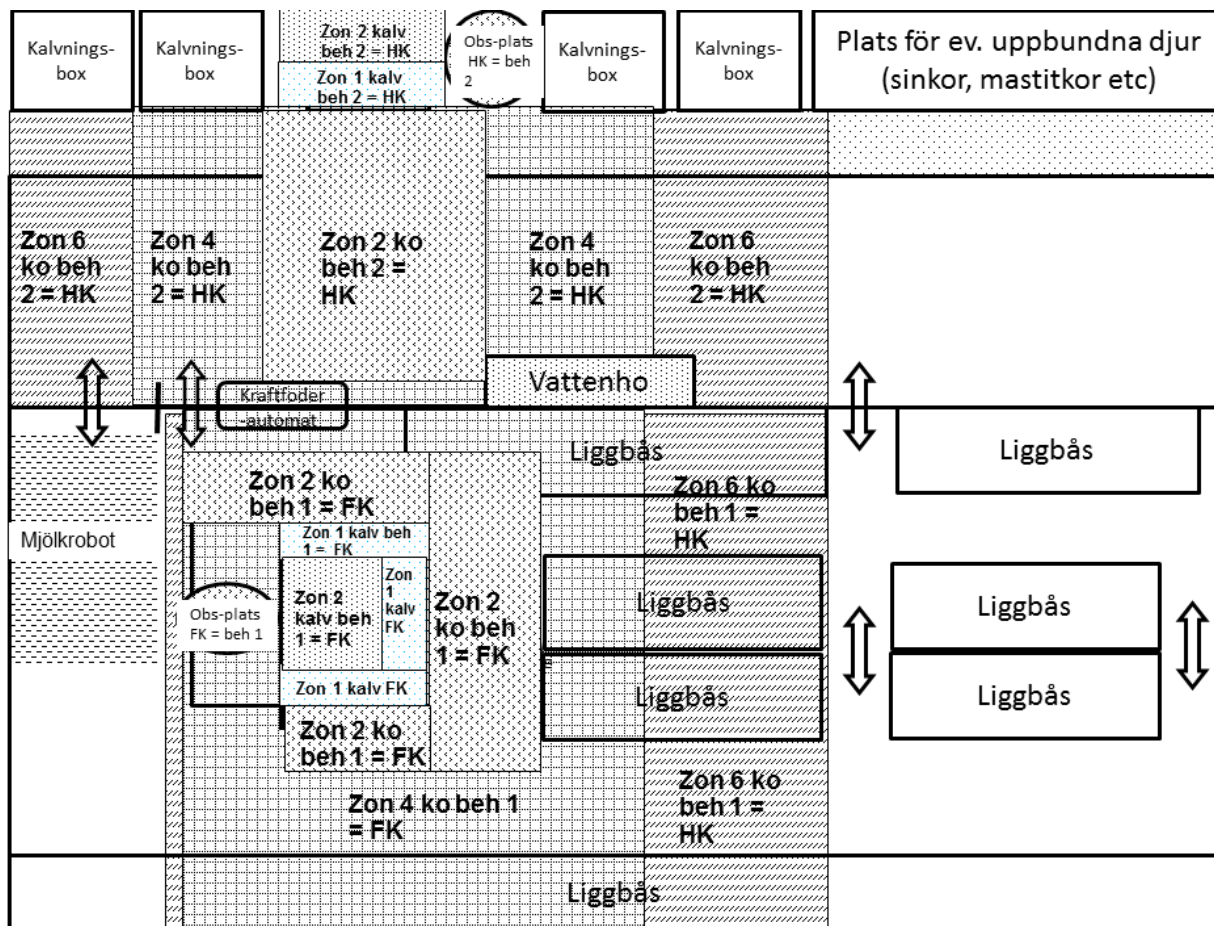 Kalvnings-
box
Kalvnings-
box
Zon 2 kalv
beh 2 = HK
Zon 1 kalv
beh 2 = HK
Obs-plats
HK = beh
2
Kalvnings-
box
Kalvnings-
box
Plats för ev. uppbundna djur
(sinkor, mastitkor etc)
Zon 6
ko beh
2 = HK
Zon 4
ko beh
2 = HK
Zon 2 ko
beh 2 =
HK
Zon 4
ko beh
2 = HK
Zon 6
ko beh
2 = HK
Vattenho
Kraftfoder
-automat
Liggbås
Liggbås
Zon 2 ko
beh 1 = FK
Zon 6 ko
beh 1 =
HK
Mjölkrobot
Zon 1 kalv beh
1 = FK
Zon
1
kalv
FK
Zon 2
kalv beh
1 = FK
Obs-plats
FK = beh 1
Zon 2
ko beh
1 = FK
Liggbås
Liggbås
Zon 1 kalv FK
Liggbås
Liggbås
Zon 2 ko
beh 1 = FK
Zon 4 ko beh 1
= FK
Zon 6 ko
beh 1 =
HK
Liggbås